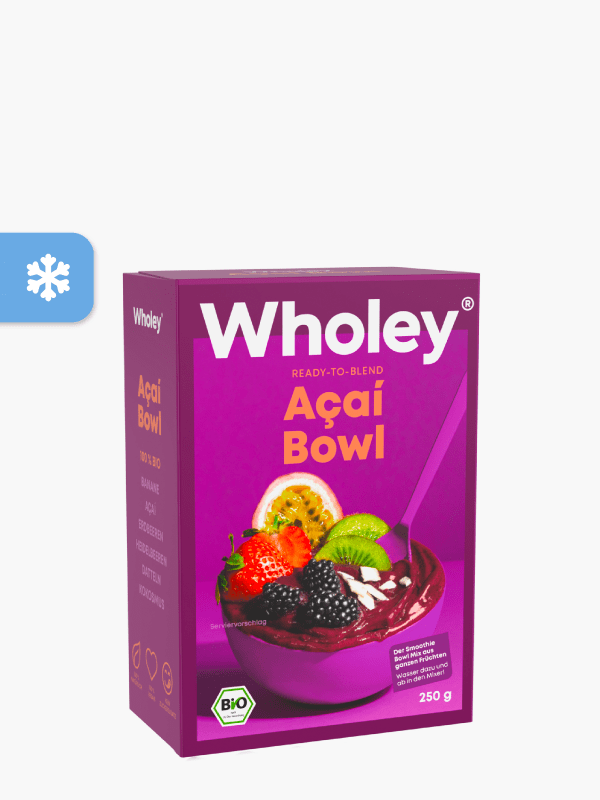 Wholey®
READY-TO-BLEND
Açaí
Bowl
Serviervorschlag
Der Smoothie
Bowl Mix aus
ganzen Früchten
Wasser dazu und
ab in den Mixer!
250 g
BIO
Wholey
Açaí
Bowl
100 % BIO
BANANE
AÇAÍ
ERDBEEREN
HEIDELBEEREN
DATTELN
KOKOSMUS